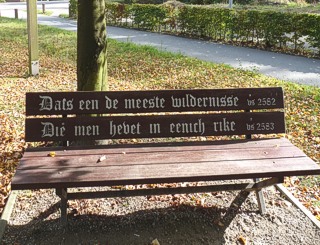 Dats een de meeste wildernisse vs 2582
Die men hevet in eenich rike vs 2583